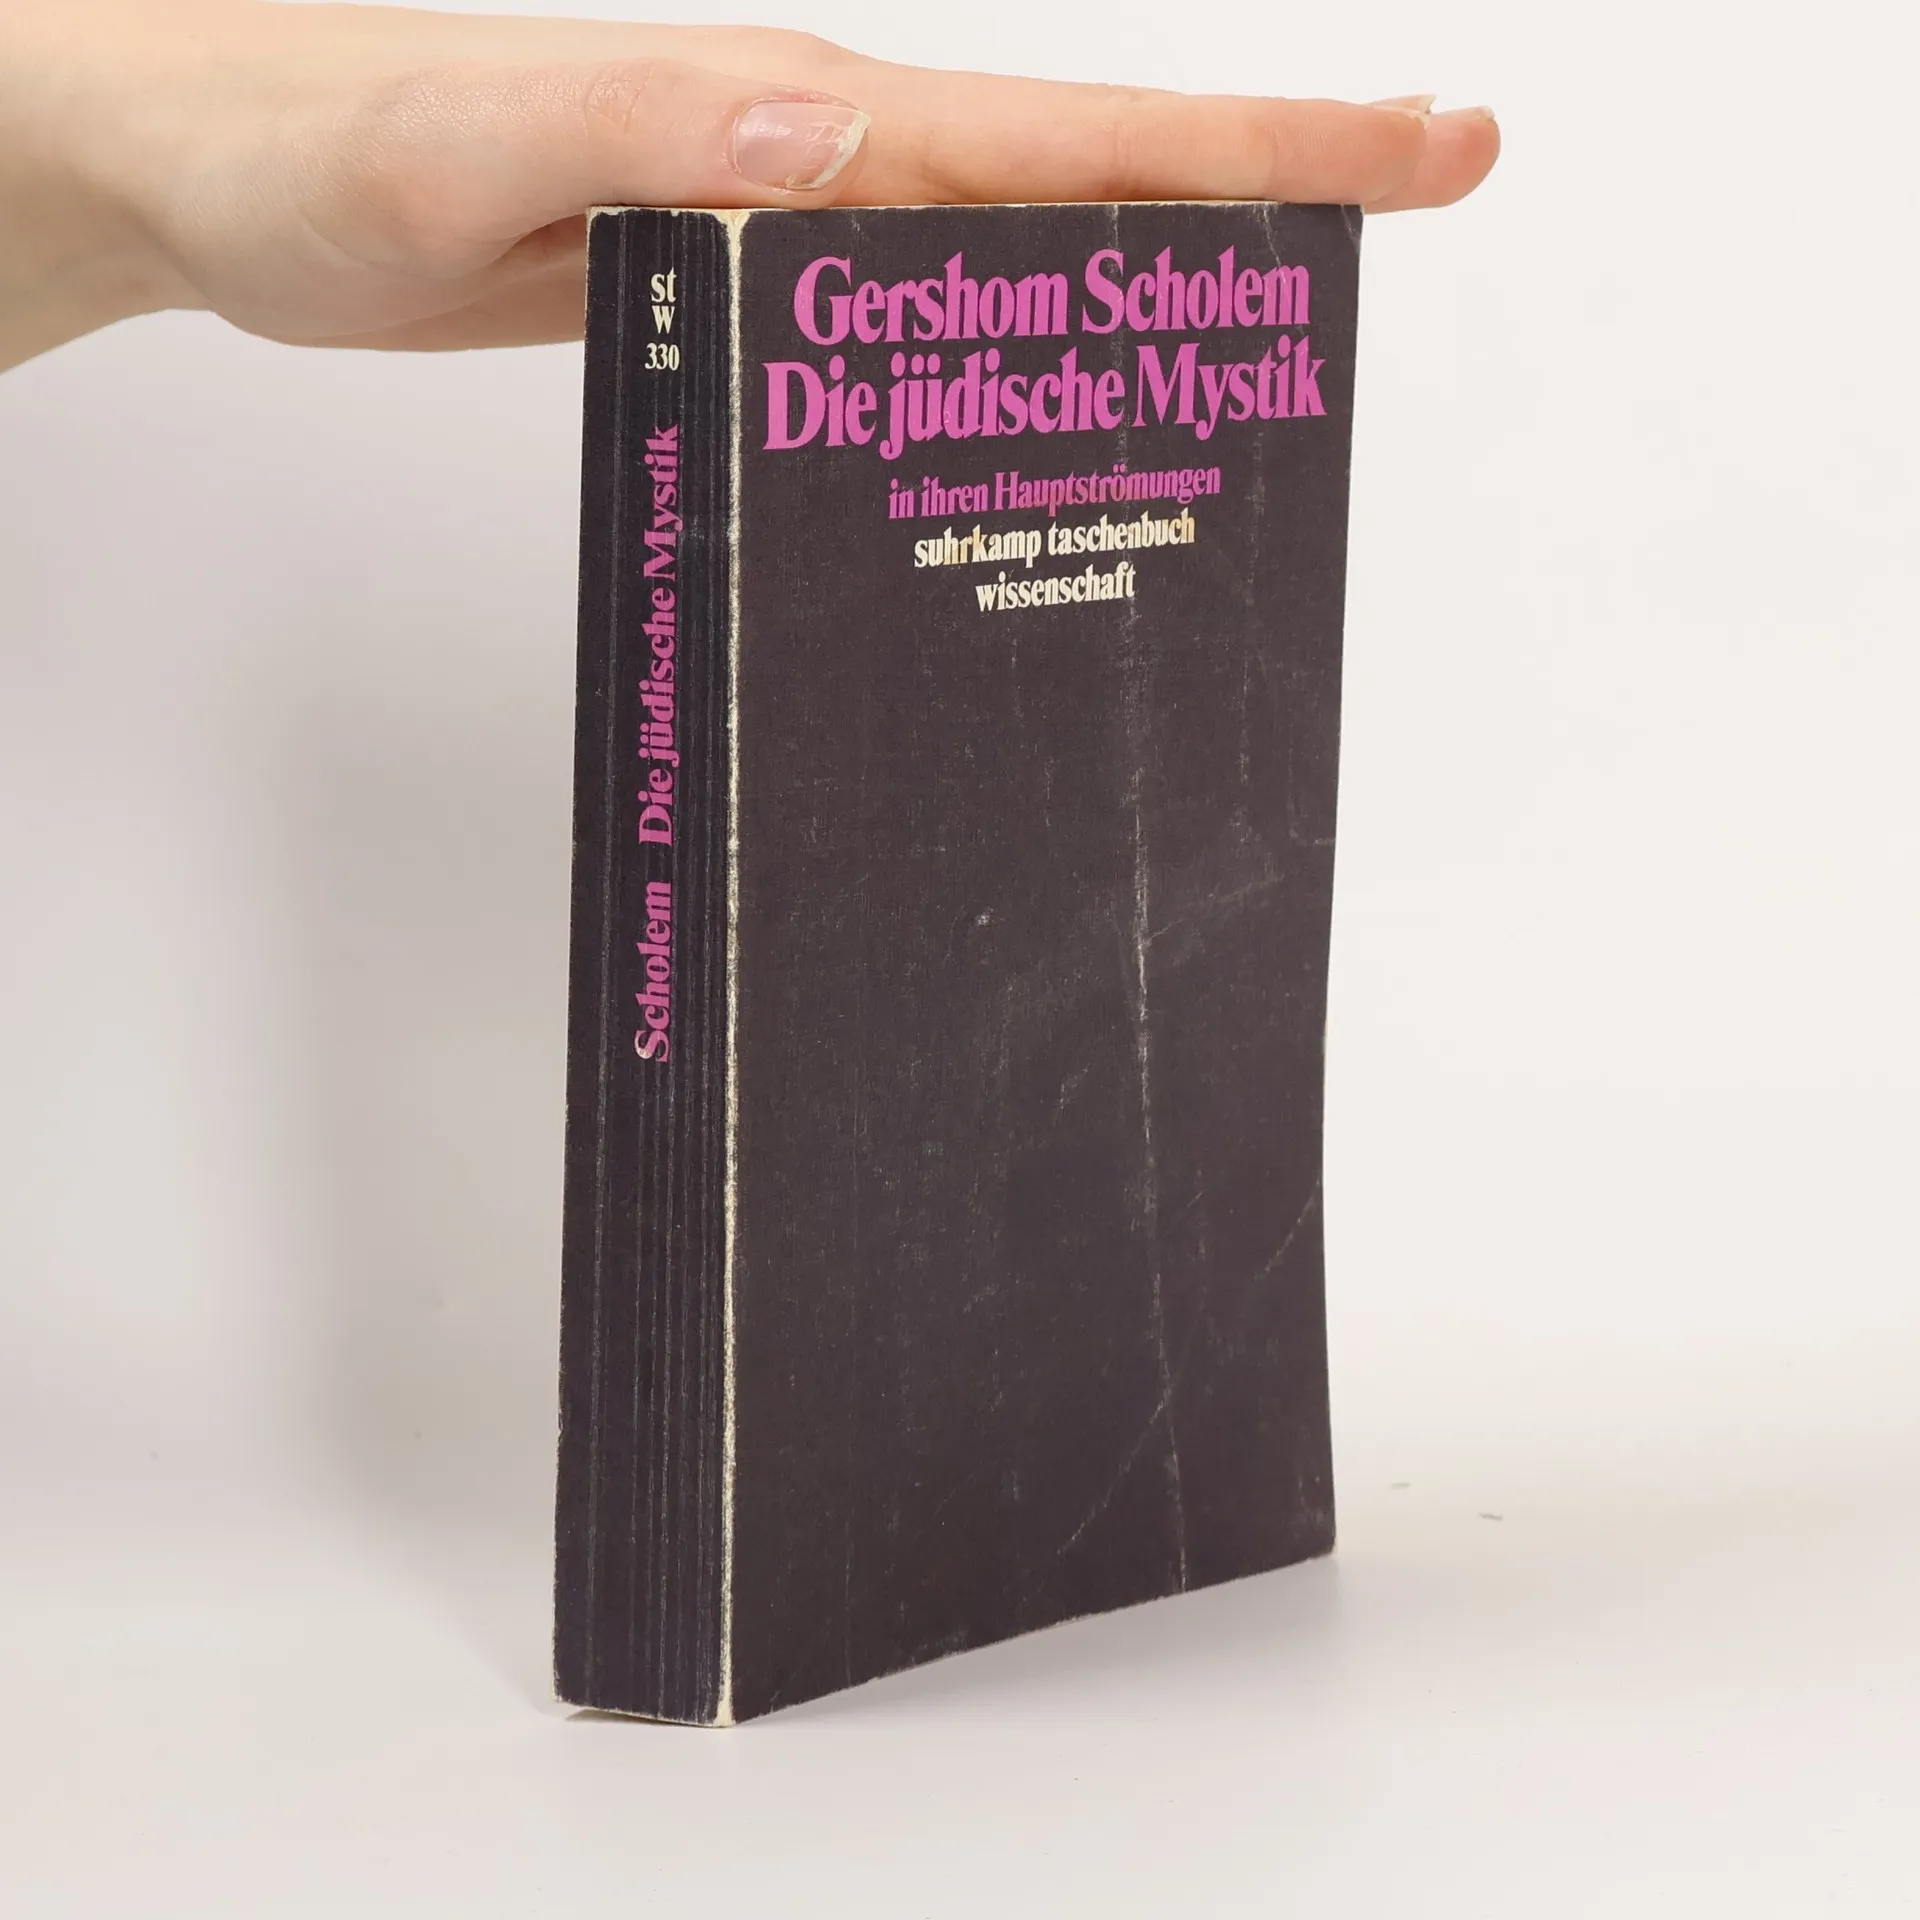 st
w
330
Scholem Die jüdische Mystik
Gershom Scholem
Die jüdische Mystik
in ihren Hauptströmungen
suhrkamp taschenbuch
wissenschaft